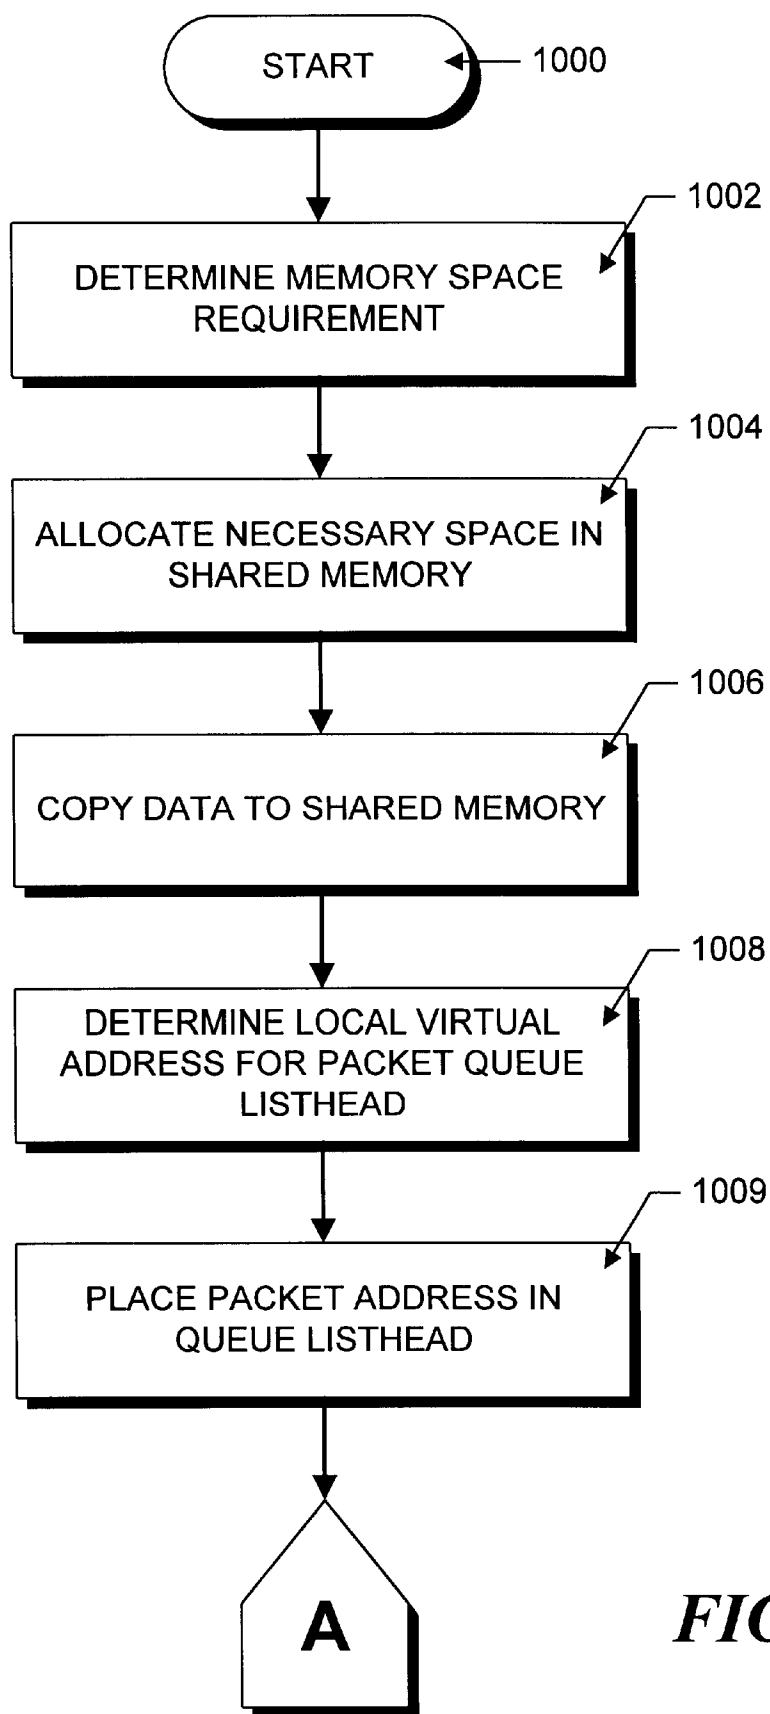 START
1000
1002
DETERMINE MEMORY SPACE
REQUIREMENT
1004
ALLOCATE NECESSARY SPACE IN
SHARED MEMORY
1006
COPY DATA TO SHARED MEMORY
1008
DETERMINE LOCAL VIRTUAL
ADDRESS FOR PACKET QUEUE
LISTHEAD
1009
PLACE PACKET ADDRESS IN
QUEUE LISTHEAD
A